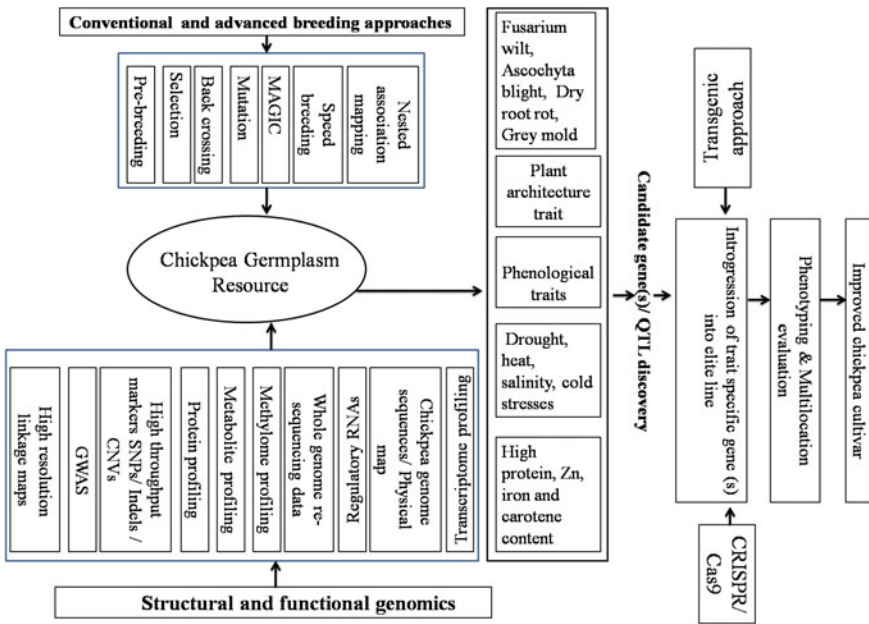 Conventional and advanced breeding approaches
Pre-breeding
Selection
Back crossing
Mutation
MAGIC
Speed
breeding
Nested
association
mapping
Chickpea Germplasm
Resource
High resolution
linkage maps
GWAS
High throughput
markers SNPs/ Indels /
CNVs
Protein profiling
Metabolite profiling
Methylome profiling
Whole genome re-
sequencing data
Regulatory RNAs
Chickpea genome
sequences/ Physical
map
Transcriptome profiling
Structural and functional genomics
Fusarium
wilt,
Ascochyta
blight, Dry
root rot,
Grey mold
Plant
architecture
trait
Phenological
traits
Drought,
heat,
salinity, cold
stresses
High
protein, Zn,
iron and
carotene
content
Candidate gene(s)/ QTL discovery
Transgenic
approach
Introgression of trait specific gene (s)
into elite line
CRISPR/
Cas9
Phenotyping & Multilocation
evaluation
Improved chickpea cultivar